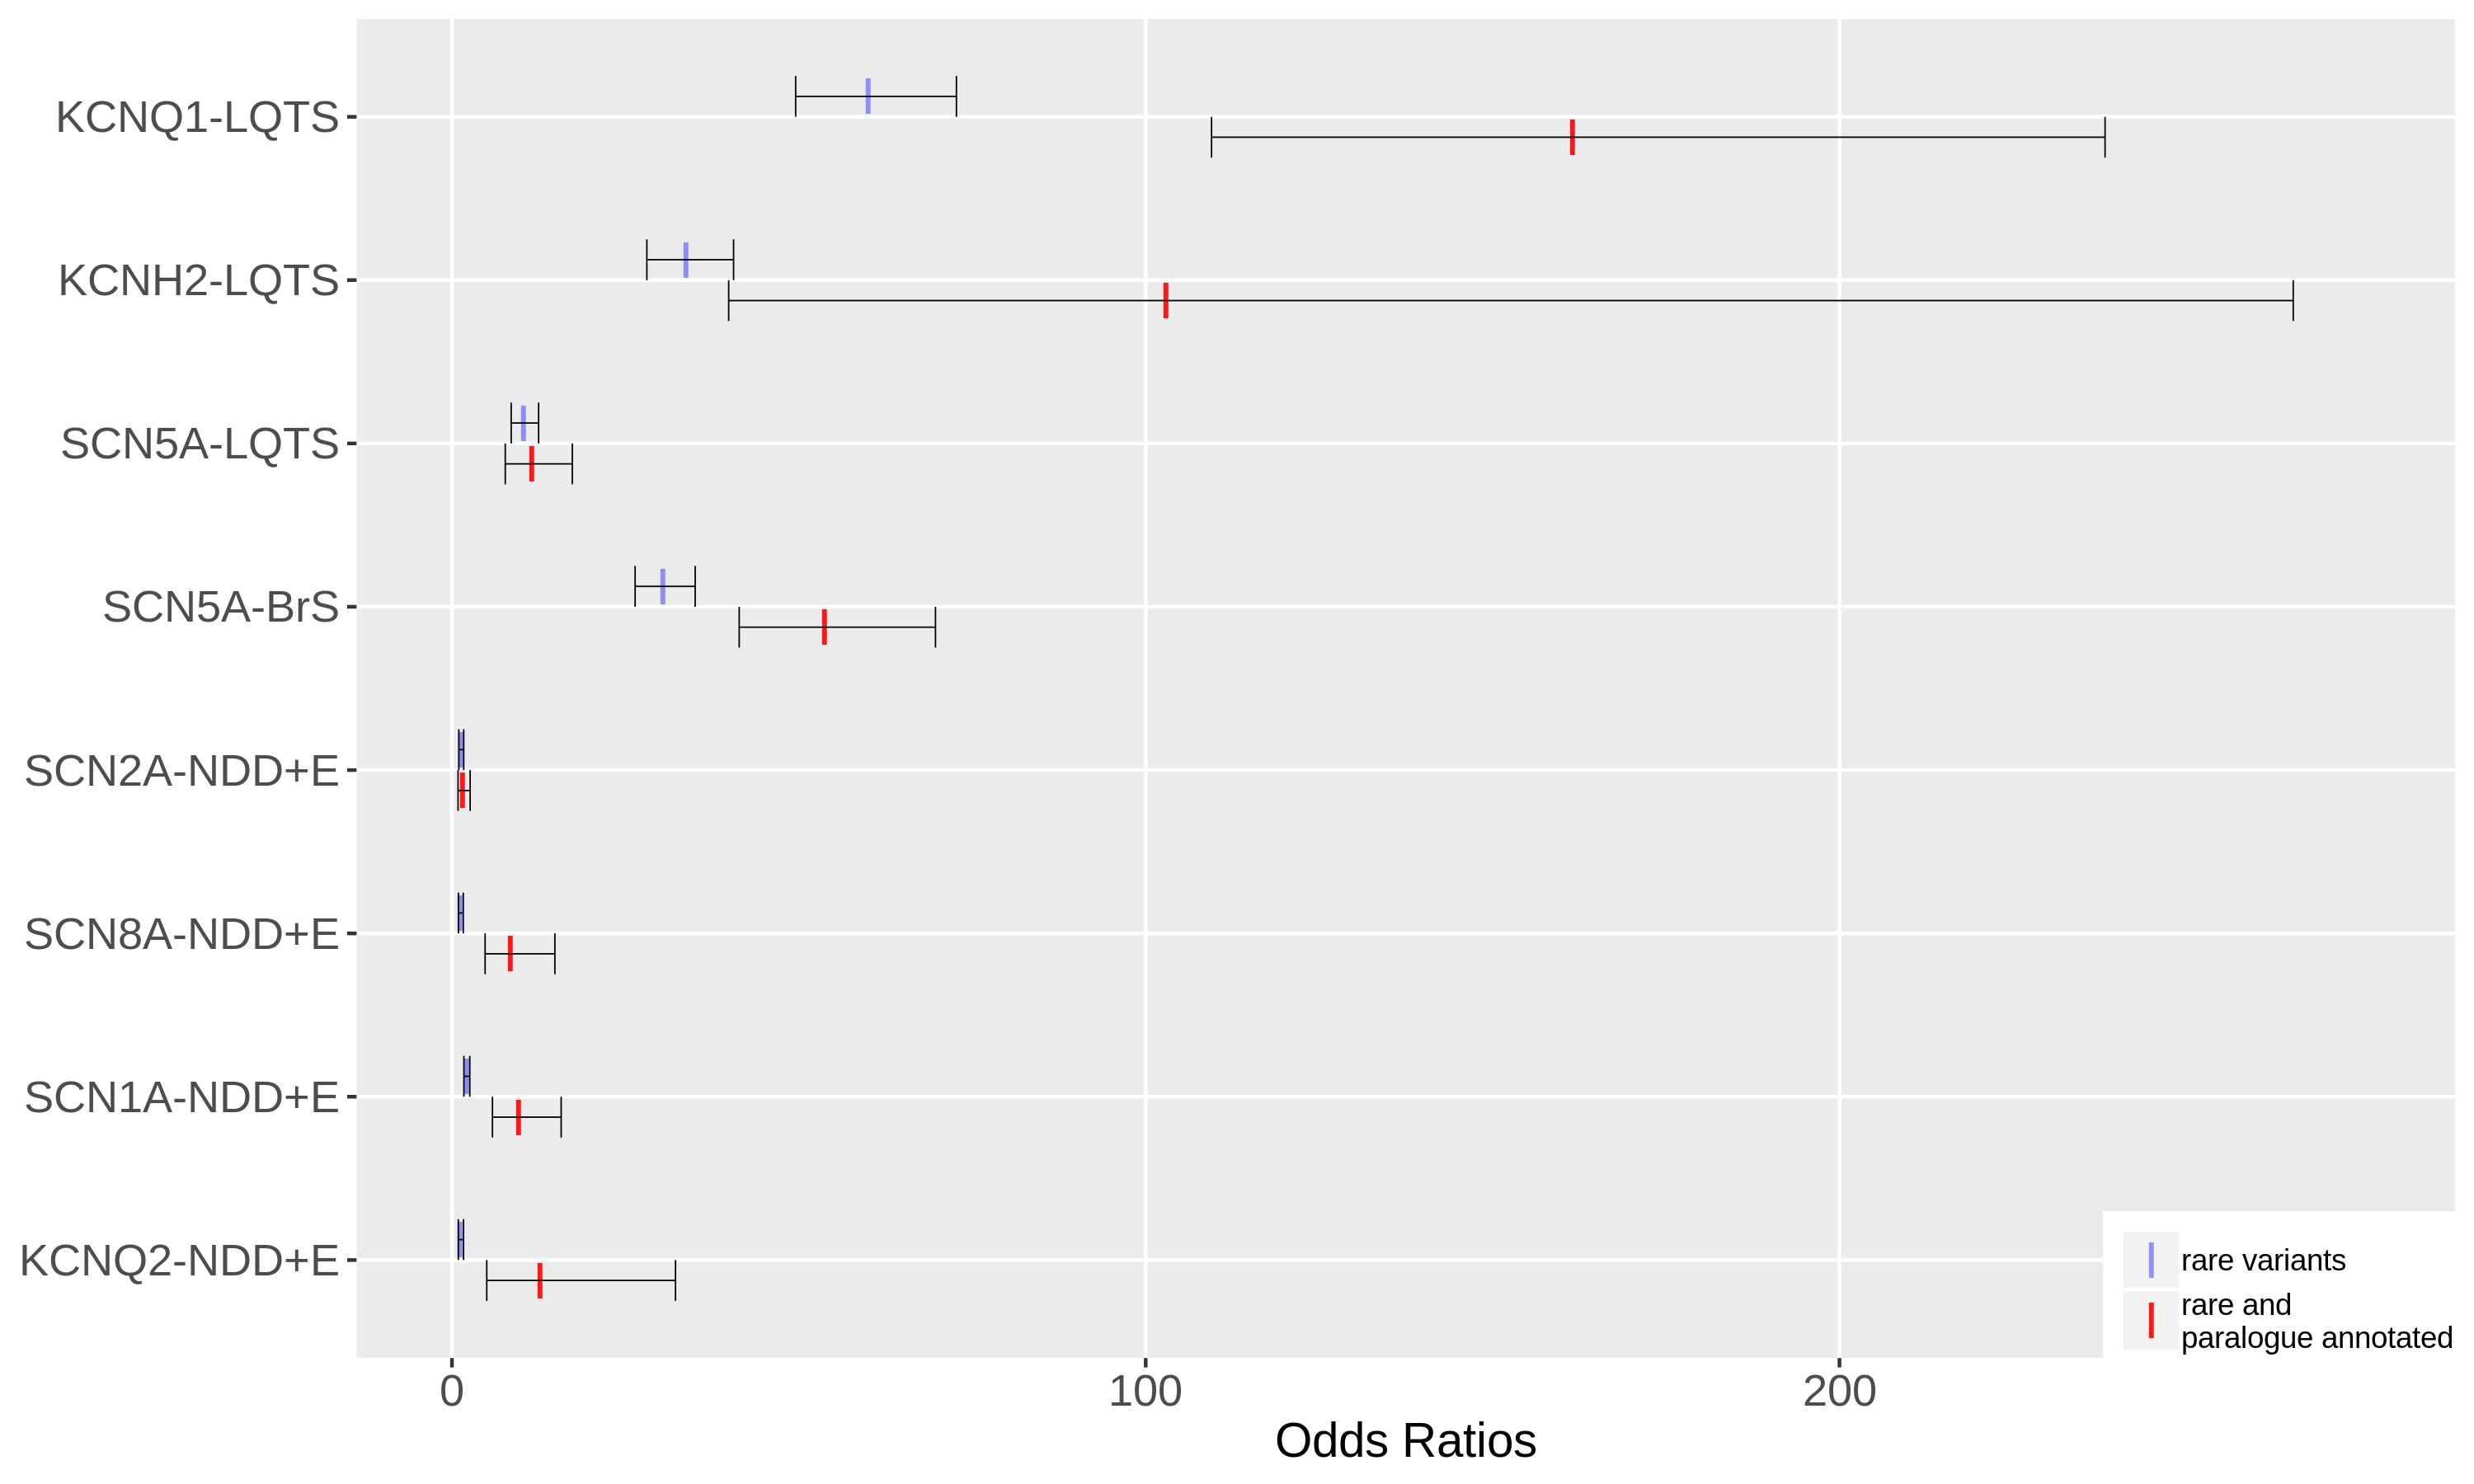 KCNQ1-LQTS
KCNH2-LQTS
SCN5A-LQTS
SCN5A-BrS
SCN2A-NDD+E
SCN8A-NDD+E
SCN1A-NDD+E
KCNQ2-NDD+E
rare variants
rare and
paralogue annotated
0 100 200
Odds Ratios